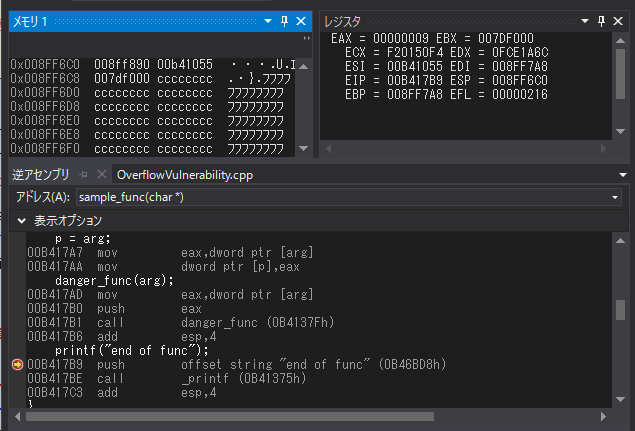 メモリ 1
0x008FF6C0 008ff890 00b41055 ・・・.U.ｴ
0x008FF6C8 007df000 cccccccc .・}.ﾌﾌﾌﾌ
0x008FF6D0 cccccccc cccccccc ﾌﾌﾌﾌﾌﾌﾌﾌ
0x008FF6D8 cccccccc cccccccc ﾌﾌﾌﾌﾌﾌﾌﾌ
0x008FF6E0 cccccccc cccccccc ﾌﾌﾌﾌﾌﾌﾌﾌ
0x008FF6E8 cccccccc cccccccc ﾌﾌﾌﾌﾌﾌﾌﾌ
0x008FF6F0 cccccccc cccccccc ﾌﾌﾌﾌﾌﾌﾌﾌ
レジスタ
EAX = 00000009 EBX = 007DF000
ECX = F20150F2 EDX = 0FCE1A6C
ESI = 00B41055 EDI = 008FF7A8
EIP = 00B417B9 ESP = 008FF6C0
EBP = 008FF7A8 EFL = 00000216
逆アセンブリ OverflowVulnerability.cpp
アドレス(A): sample_func(char *)
表示オプション
p = arg;
00B417A7 mov eax,dword ptr [arg]
00B417AA mov dword ptr [p],eax
danger_func(arg);
00B417AD mov eax,dword ptr [arg]
00B417B0 push eax
00B417B1 call danger_func (0B4137Fh)
00B417B6 add esp,4
printf("end of func");
00B417B9 push offset string "end of func" (0B46BD8h)
00B417BE call _printf (0B41375h)
00B417C3 add esp,4
}